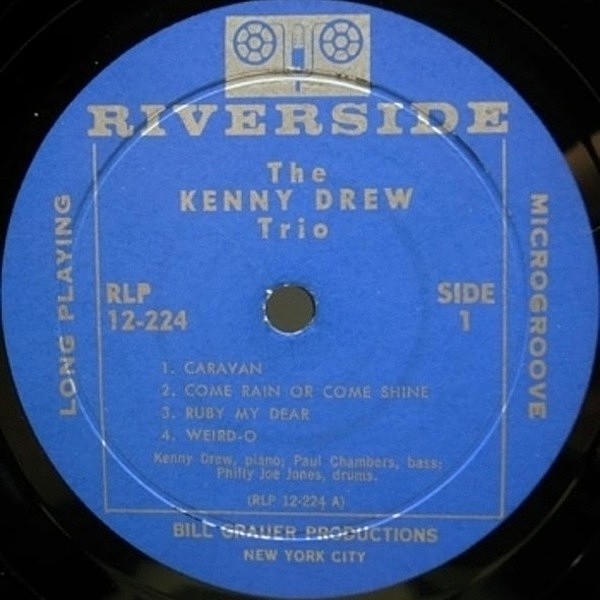 RIVERSIDE
The
KENNY DREW
Trio
LONG PLAYING
MICROGROOVE
RLP
12-224
SIDE
1
1. CARAVAN
2. COME RAIN OR COME SHINE
3. RUBY MY DEAR
4. WEIRD-O
Kenny Drew, piano; Paul Chambers, bass;
Philly Joe Jones, drums.
(RLP 12-224 A)
BILL GRAUER PRODUCTIONS
NEW YORK CITY